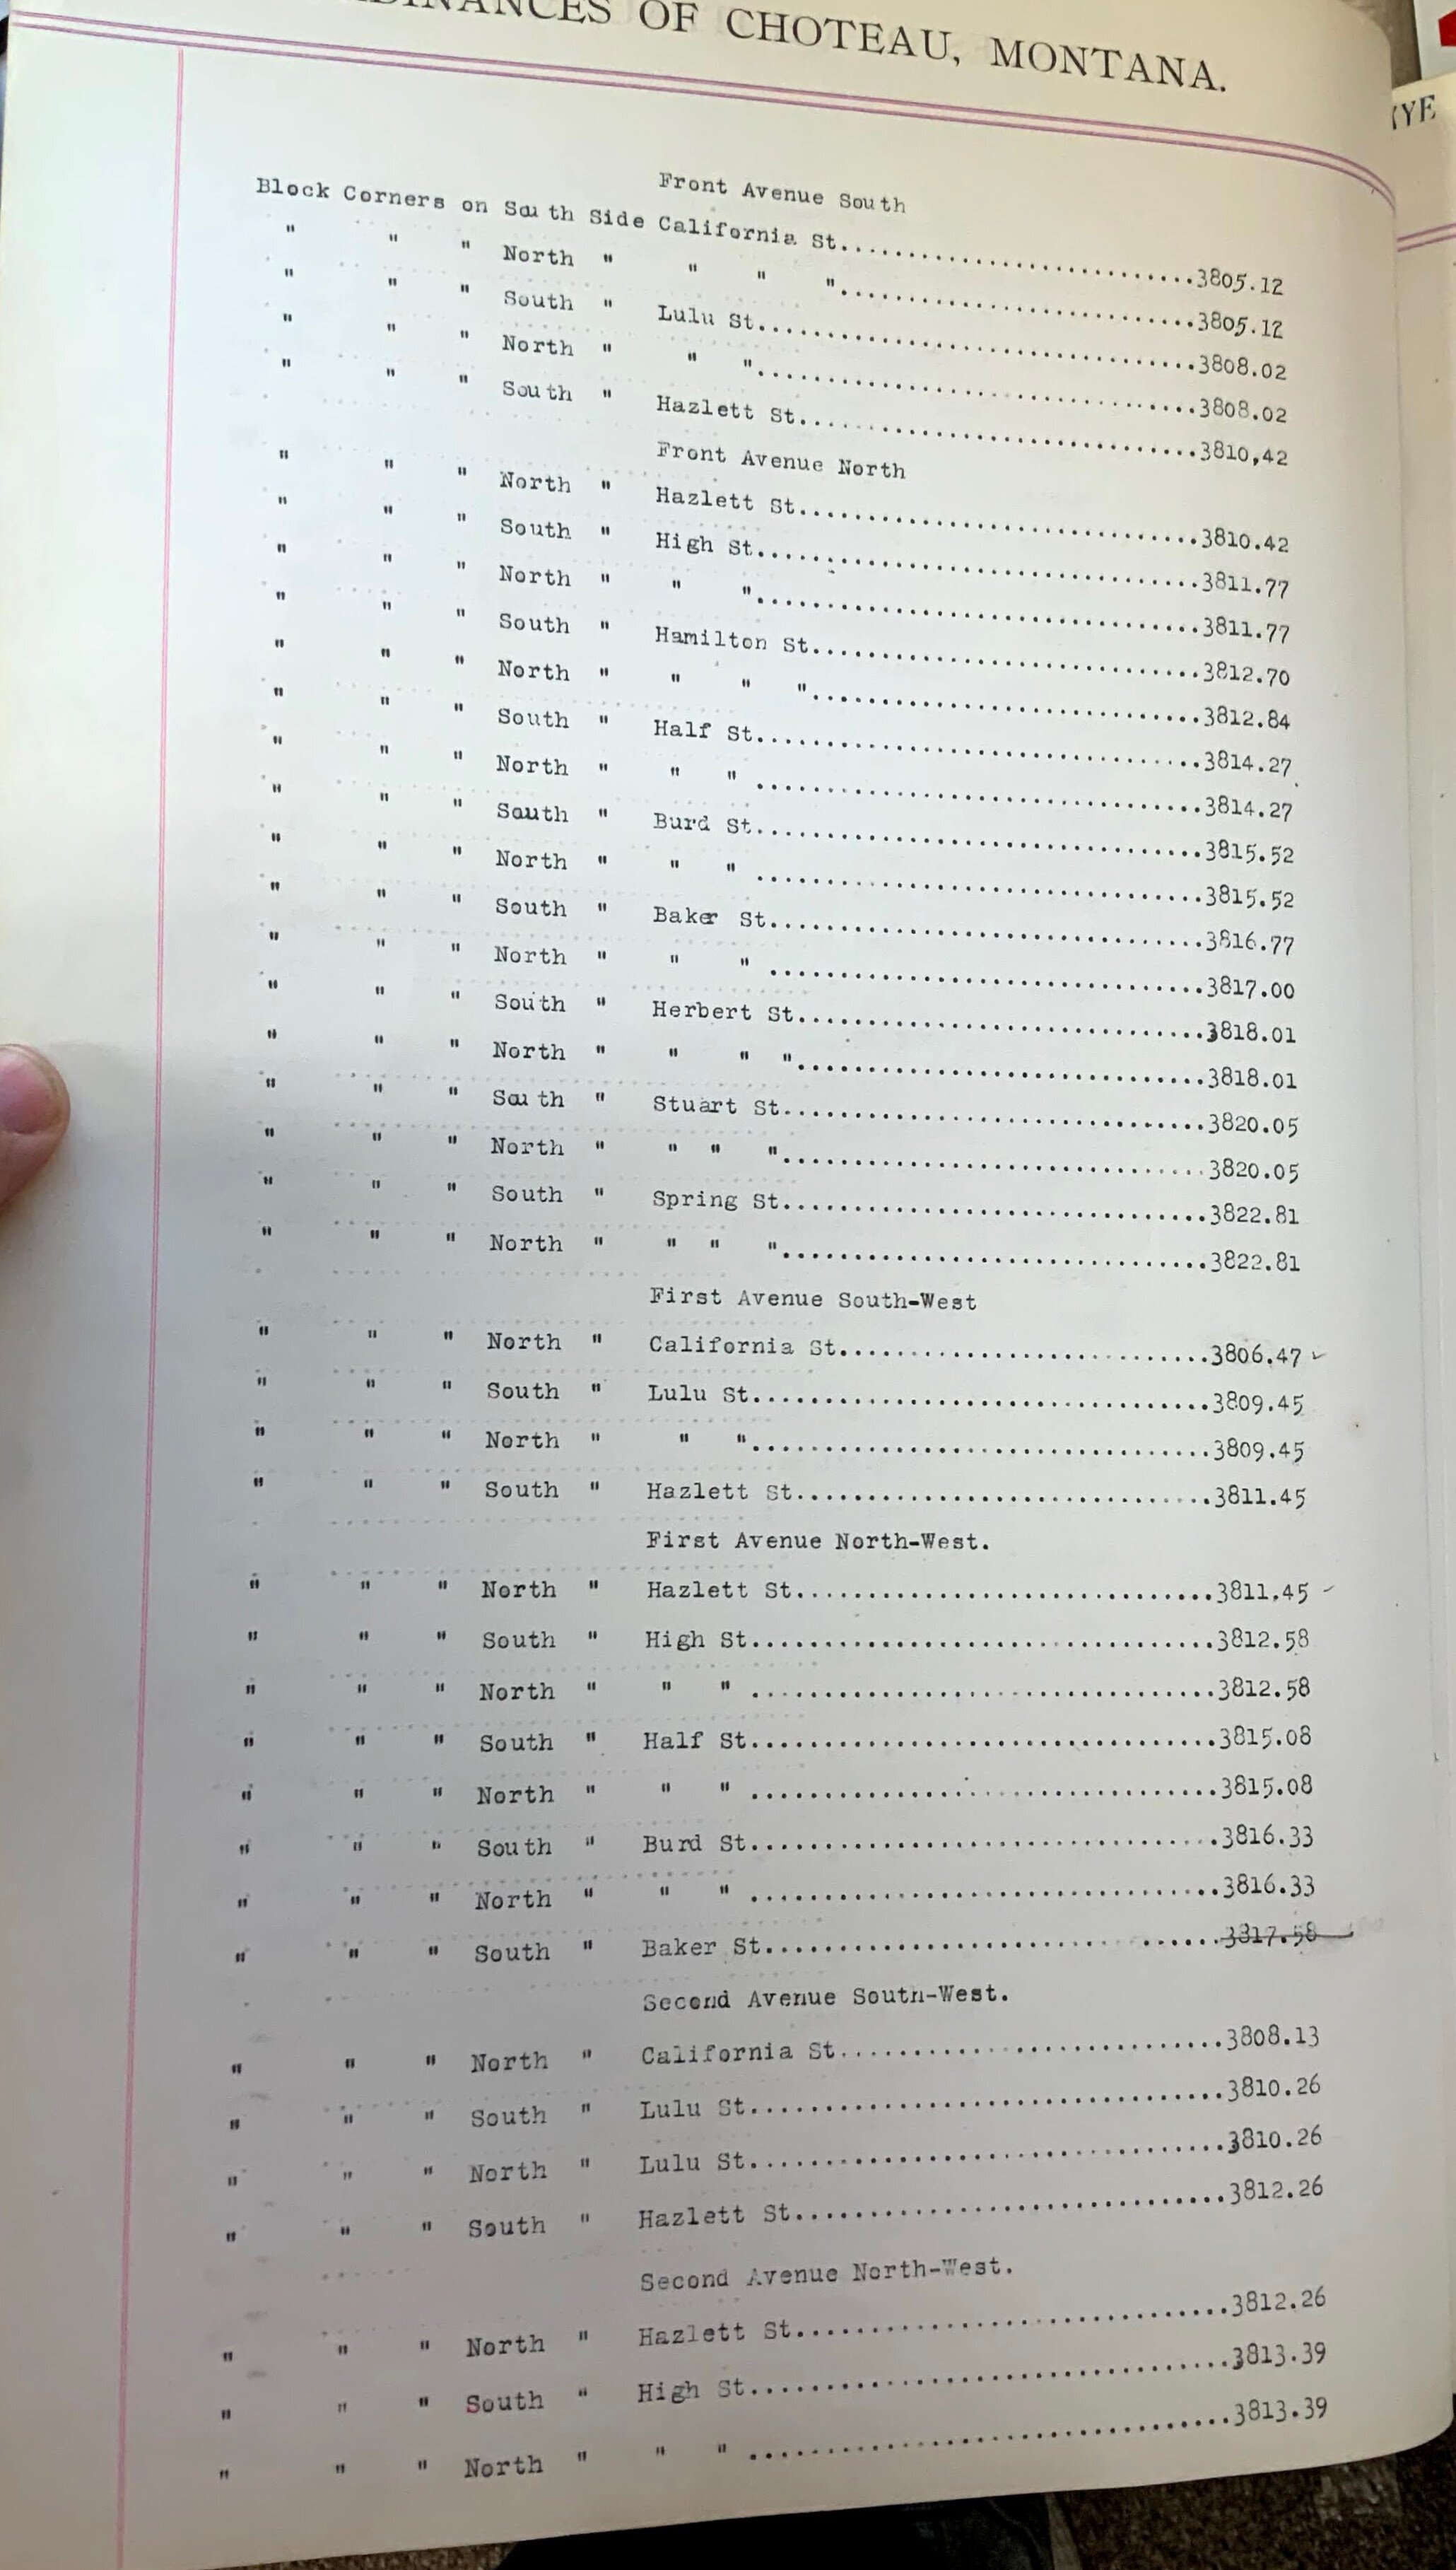 OF CHOTEAU, MONTANA.
Front Avenue South
Block Corners on South Side California St..........................3805.12
" " " North " " " "..........................3805.12
" " " South " Lulu St................................3808.02
" " " North " " "................................3808.02
" " " South " Hazlett St.............................3810,42
Front Avenue North
" " " North " Hazlett St.............................3810.42
" " " South " High St................................3811.77
" " " North " " "................................3811.77
" " " South " Hamilton St............................3812.70
" " " North " " " "............................3812.84
" " " South " Half St................................3814.27
" " " North " " " ................................3814.27
" " " South " Burd St................................3815.52
" " " North " " " ................................3815.52
" " " South " Baker St...............................3816.77
" " " North " " " ...............................3817.00
" " " South " Herbert St.............................3818.01
" " " North " " " ".............................3818.01
" " " South " Stuart St..............................3820.05
" " " North " " " "..............................3820.05
" " " South " Spring St..............................3822.81
" " " North " " " "..............................3822.81
First Avenue South-West
" " " North " California St..........................3806.47
" " " South " Lulu St................................3809.45
" " " North " " "................................3809.45
" " " South " Hazlett St.............................3811.45
First Avenue North-West.
" " " North " Hazlett St.............................3811.45
" " " South " High St................................3812.58
" " " North " " " ................................3812.58
" " " South " Half St................................3815.08
" " " North " " " ................................3815.08
" " " South " Burd St................................3816.33
" " " North " " " ................................3816.33
" " " South " Baker St...............................3817.58
Second Avenue South-West.
" " " North " California St..........................3808.13
" " " South " Lulu St................................3810.26
" " " North " Lulu St................................3810.26
" " " South " Hazlett St.............................3812.26
Second Avenue North-West.
" " " North " Hazlett St.............................3812.26
" " " South " High St................................3813.39
" " " North " " " ................................3813.39